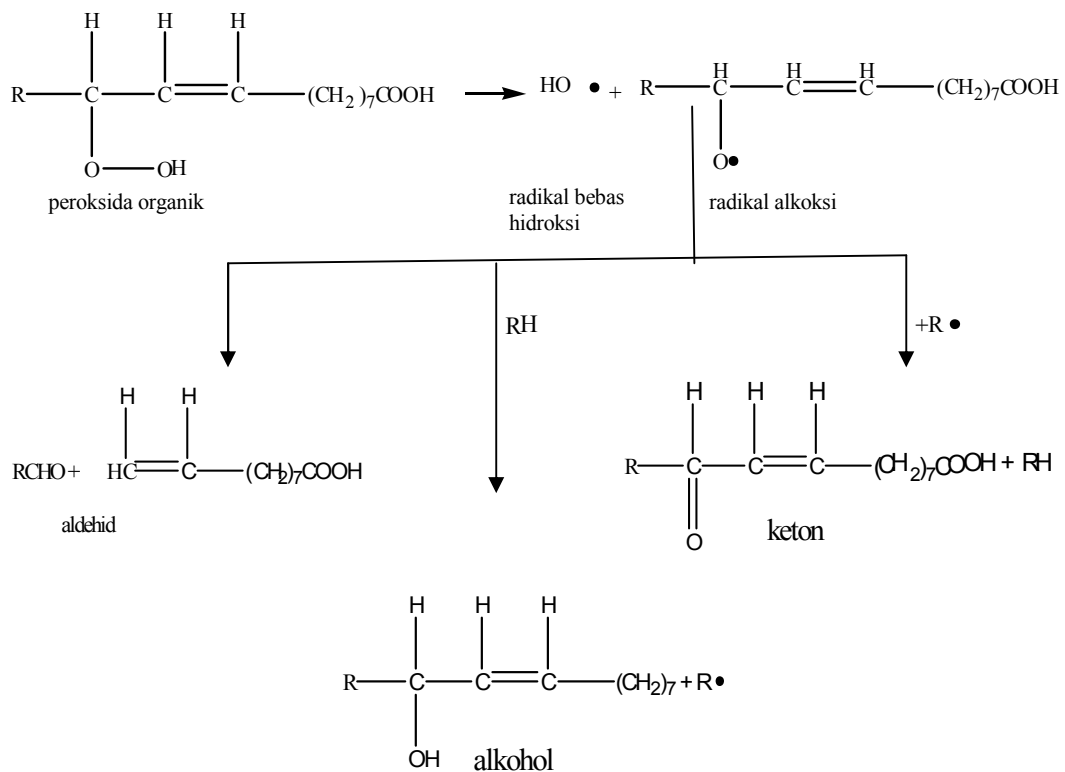 H H H
R C C C (CH2)7COOH
O OH
peroksida organik
HO • +
H H H
R C C C (CH2)7COOH
O•
radikal bebas
hidroksi
radikal alkoksi
RH
+R •
H H
RCHO + HC C (CH2)7COOH
aldehid
H H H
R C C C (CH2)7COOH + RH
O
keton
H H H
R C C C (CH2)7 + R•
OH
alkohol